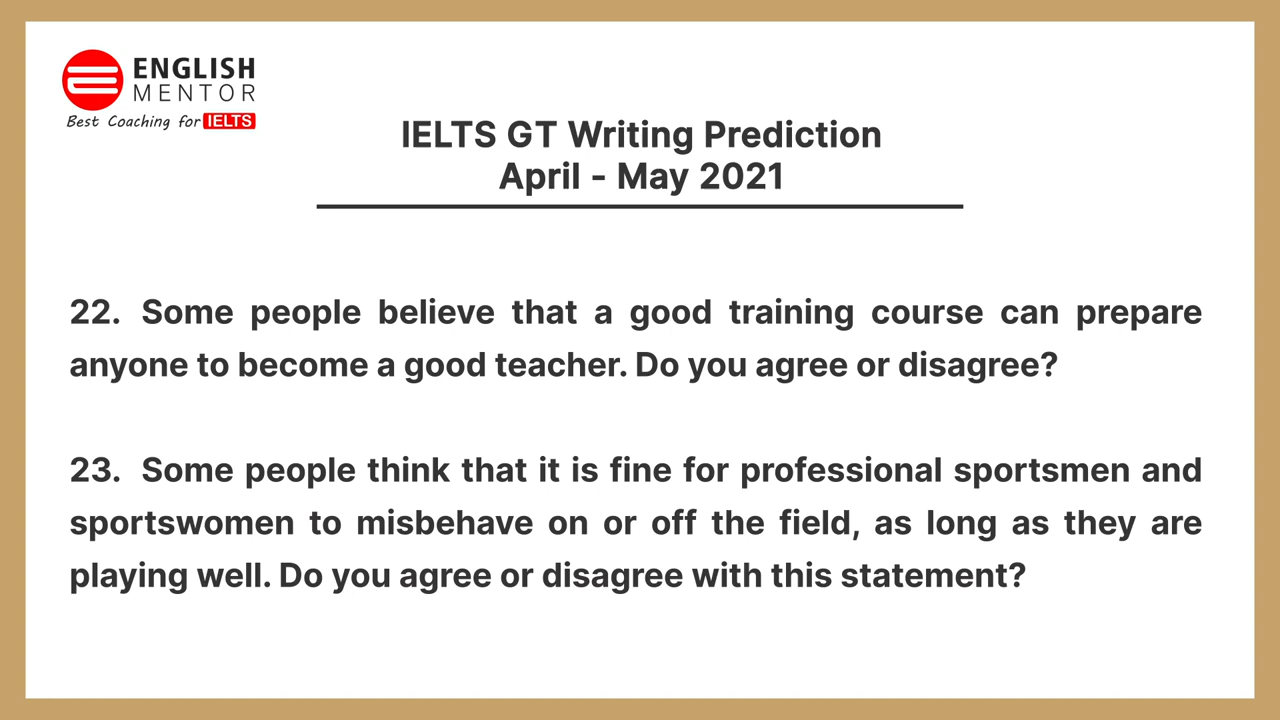 ENGLISH
MENTOR
Best Coaching for IELTS
IELTS GT Writing Prediction
April - May 2021
22. Some people believe that a good training course can prepare
anyone to become a good teacher. Do you agree or disagree?
23. Some people think that it is fine for professional sportsmen and
sportswomen to misbehave on or off the field, as long as they are
playing well. Do you agree or disagree with this statement?